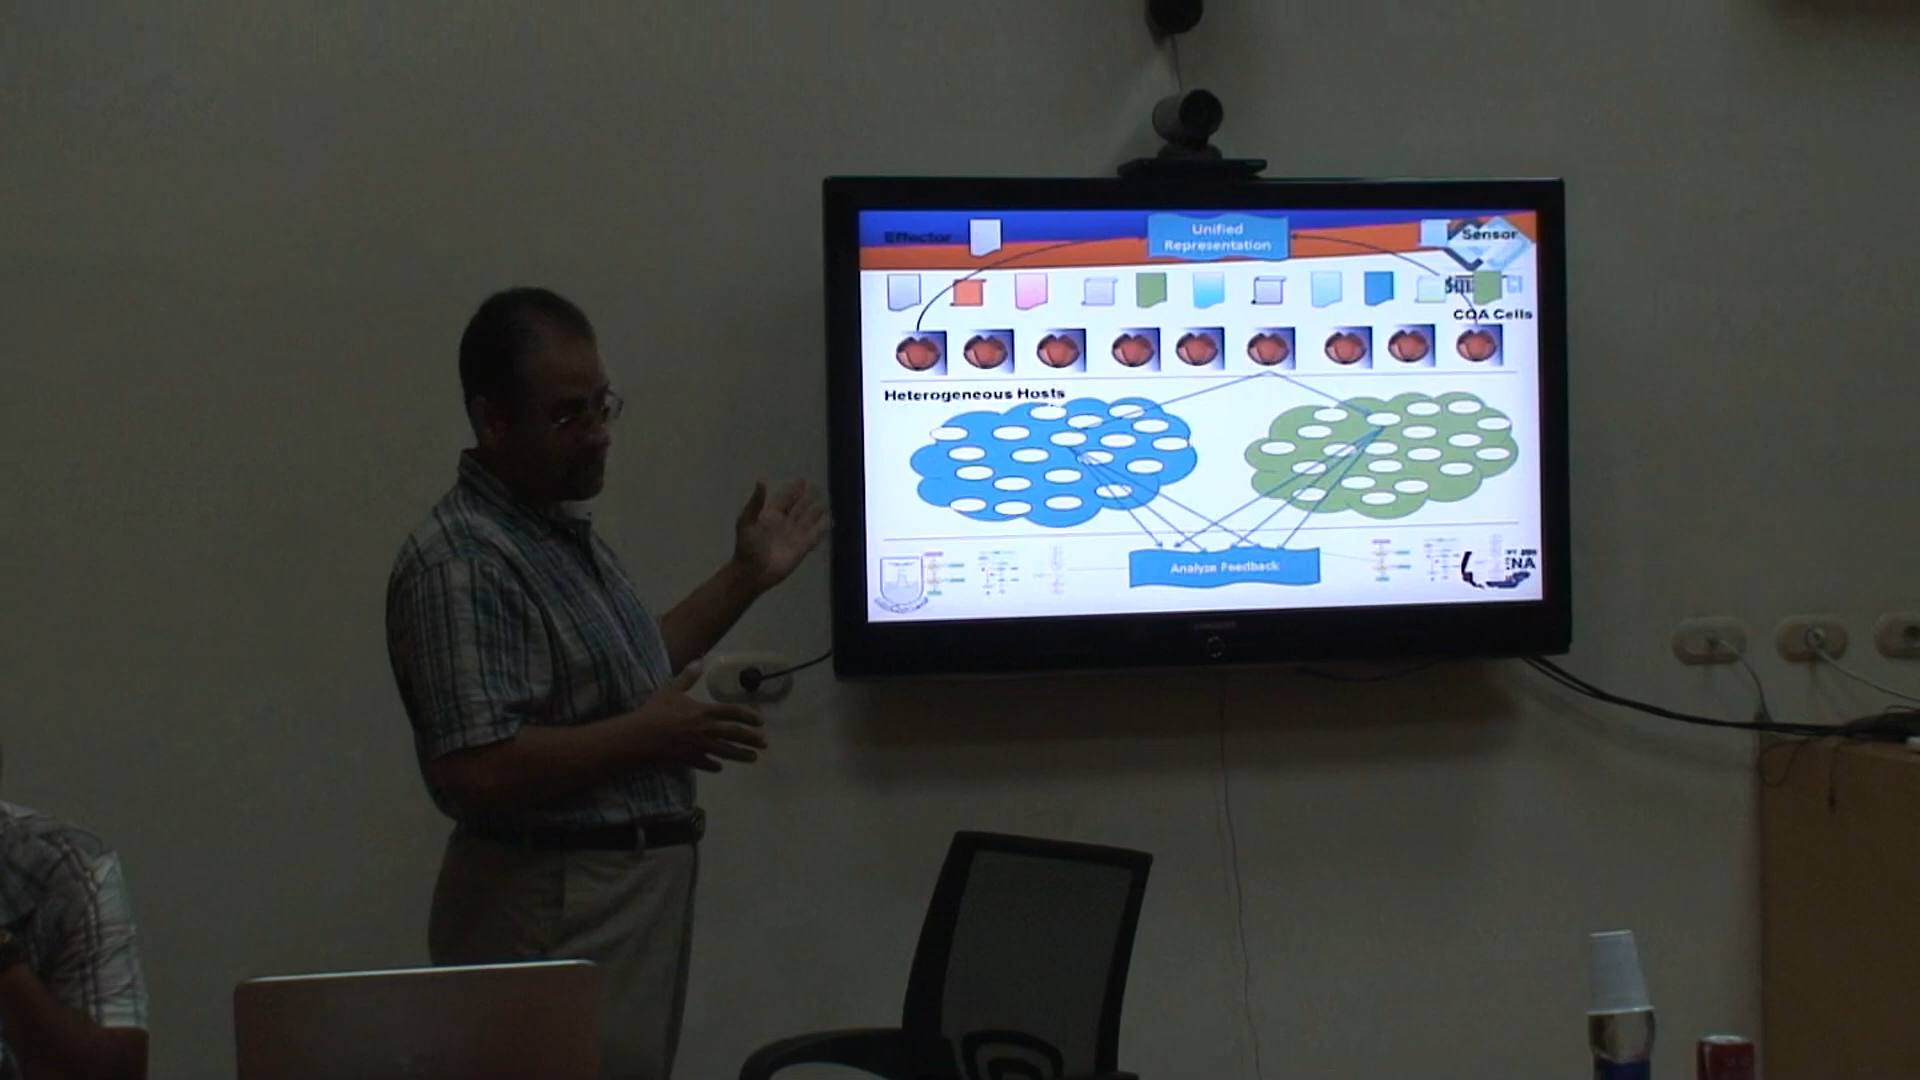 Effector
Unified
Representation
Sensor
COA Cells
Heterogeneous Hosts
Analyze Feedback